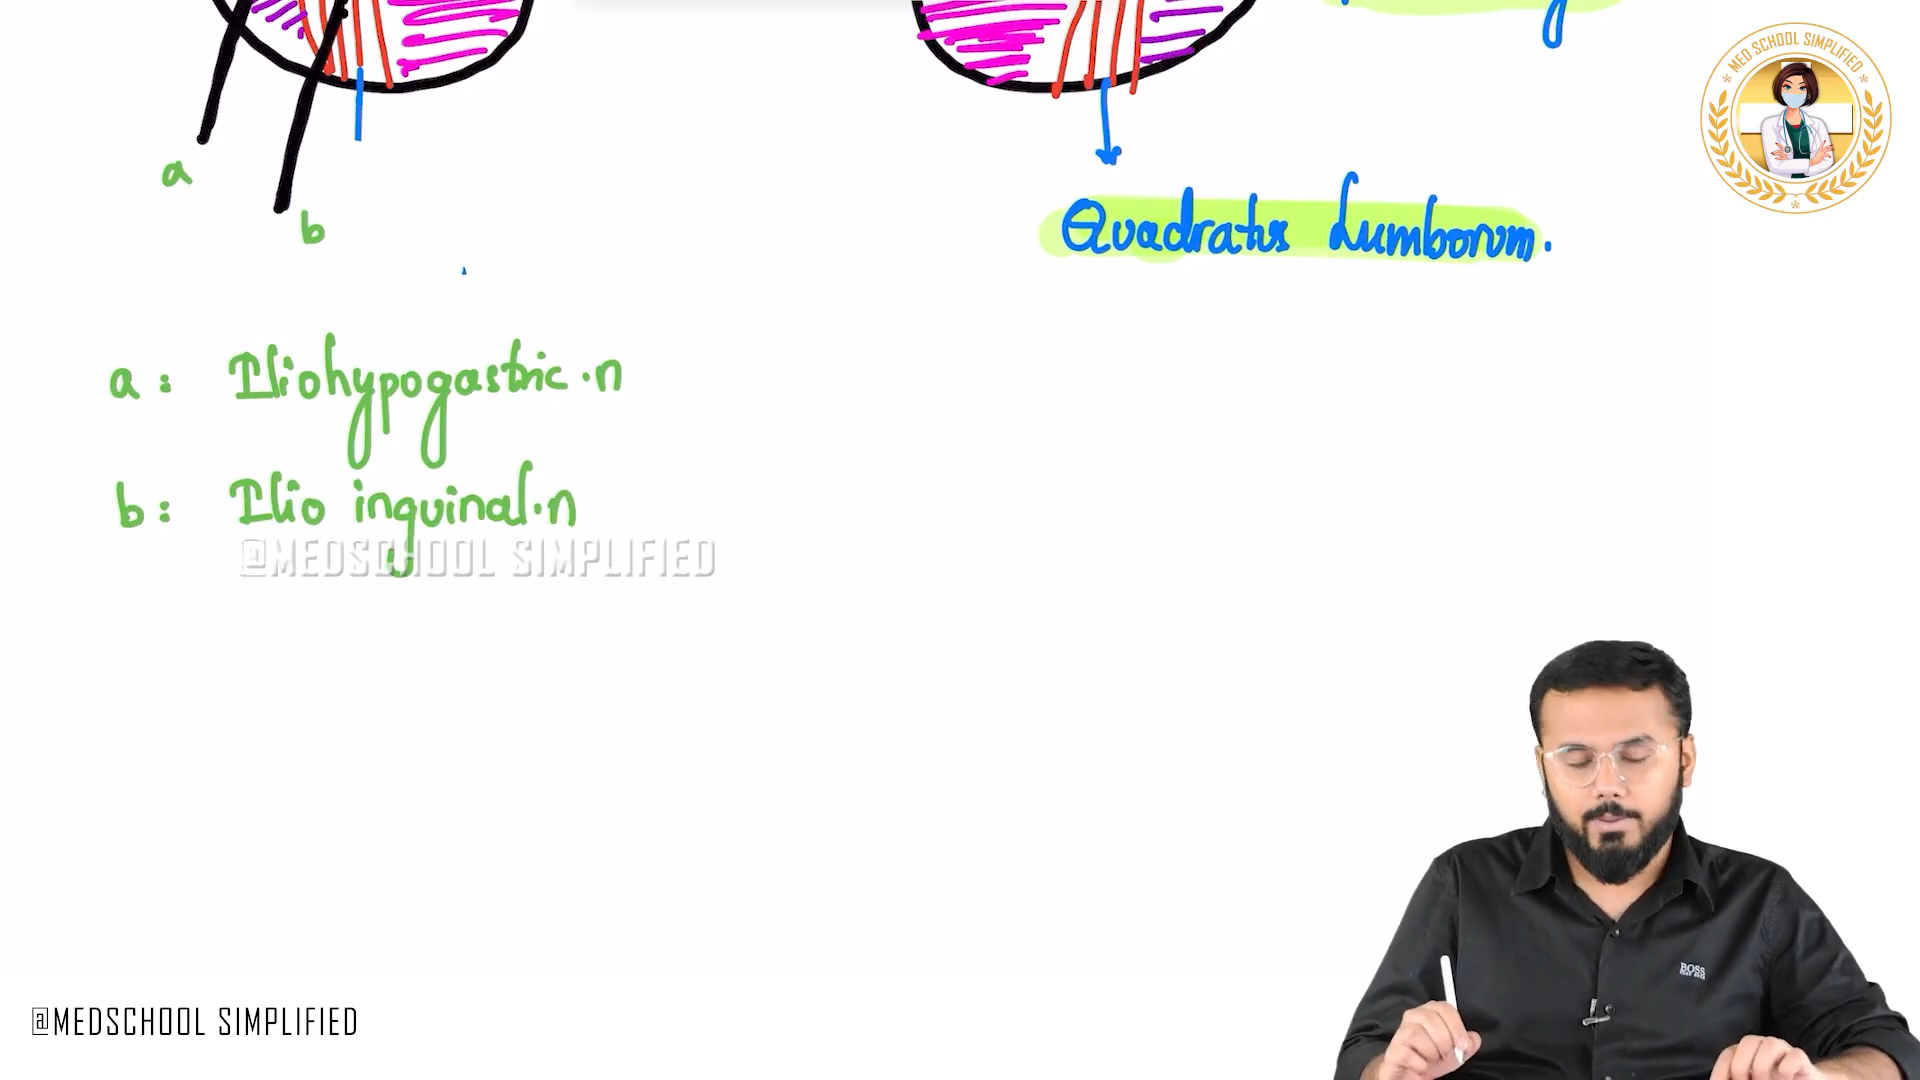 MED SCHOOL SIMPLIFIED
a
b
Quadratus Lumborum.
a: Iliohypogastric.n
b: Ilio inguinal.n
@MEDSCHOOL SIMPLIFIED
BOSS
@MEDSCHOOL SIMPLIFIED